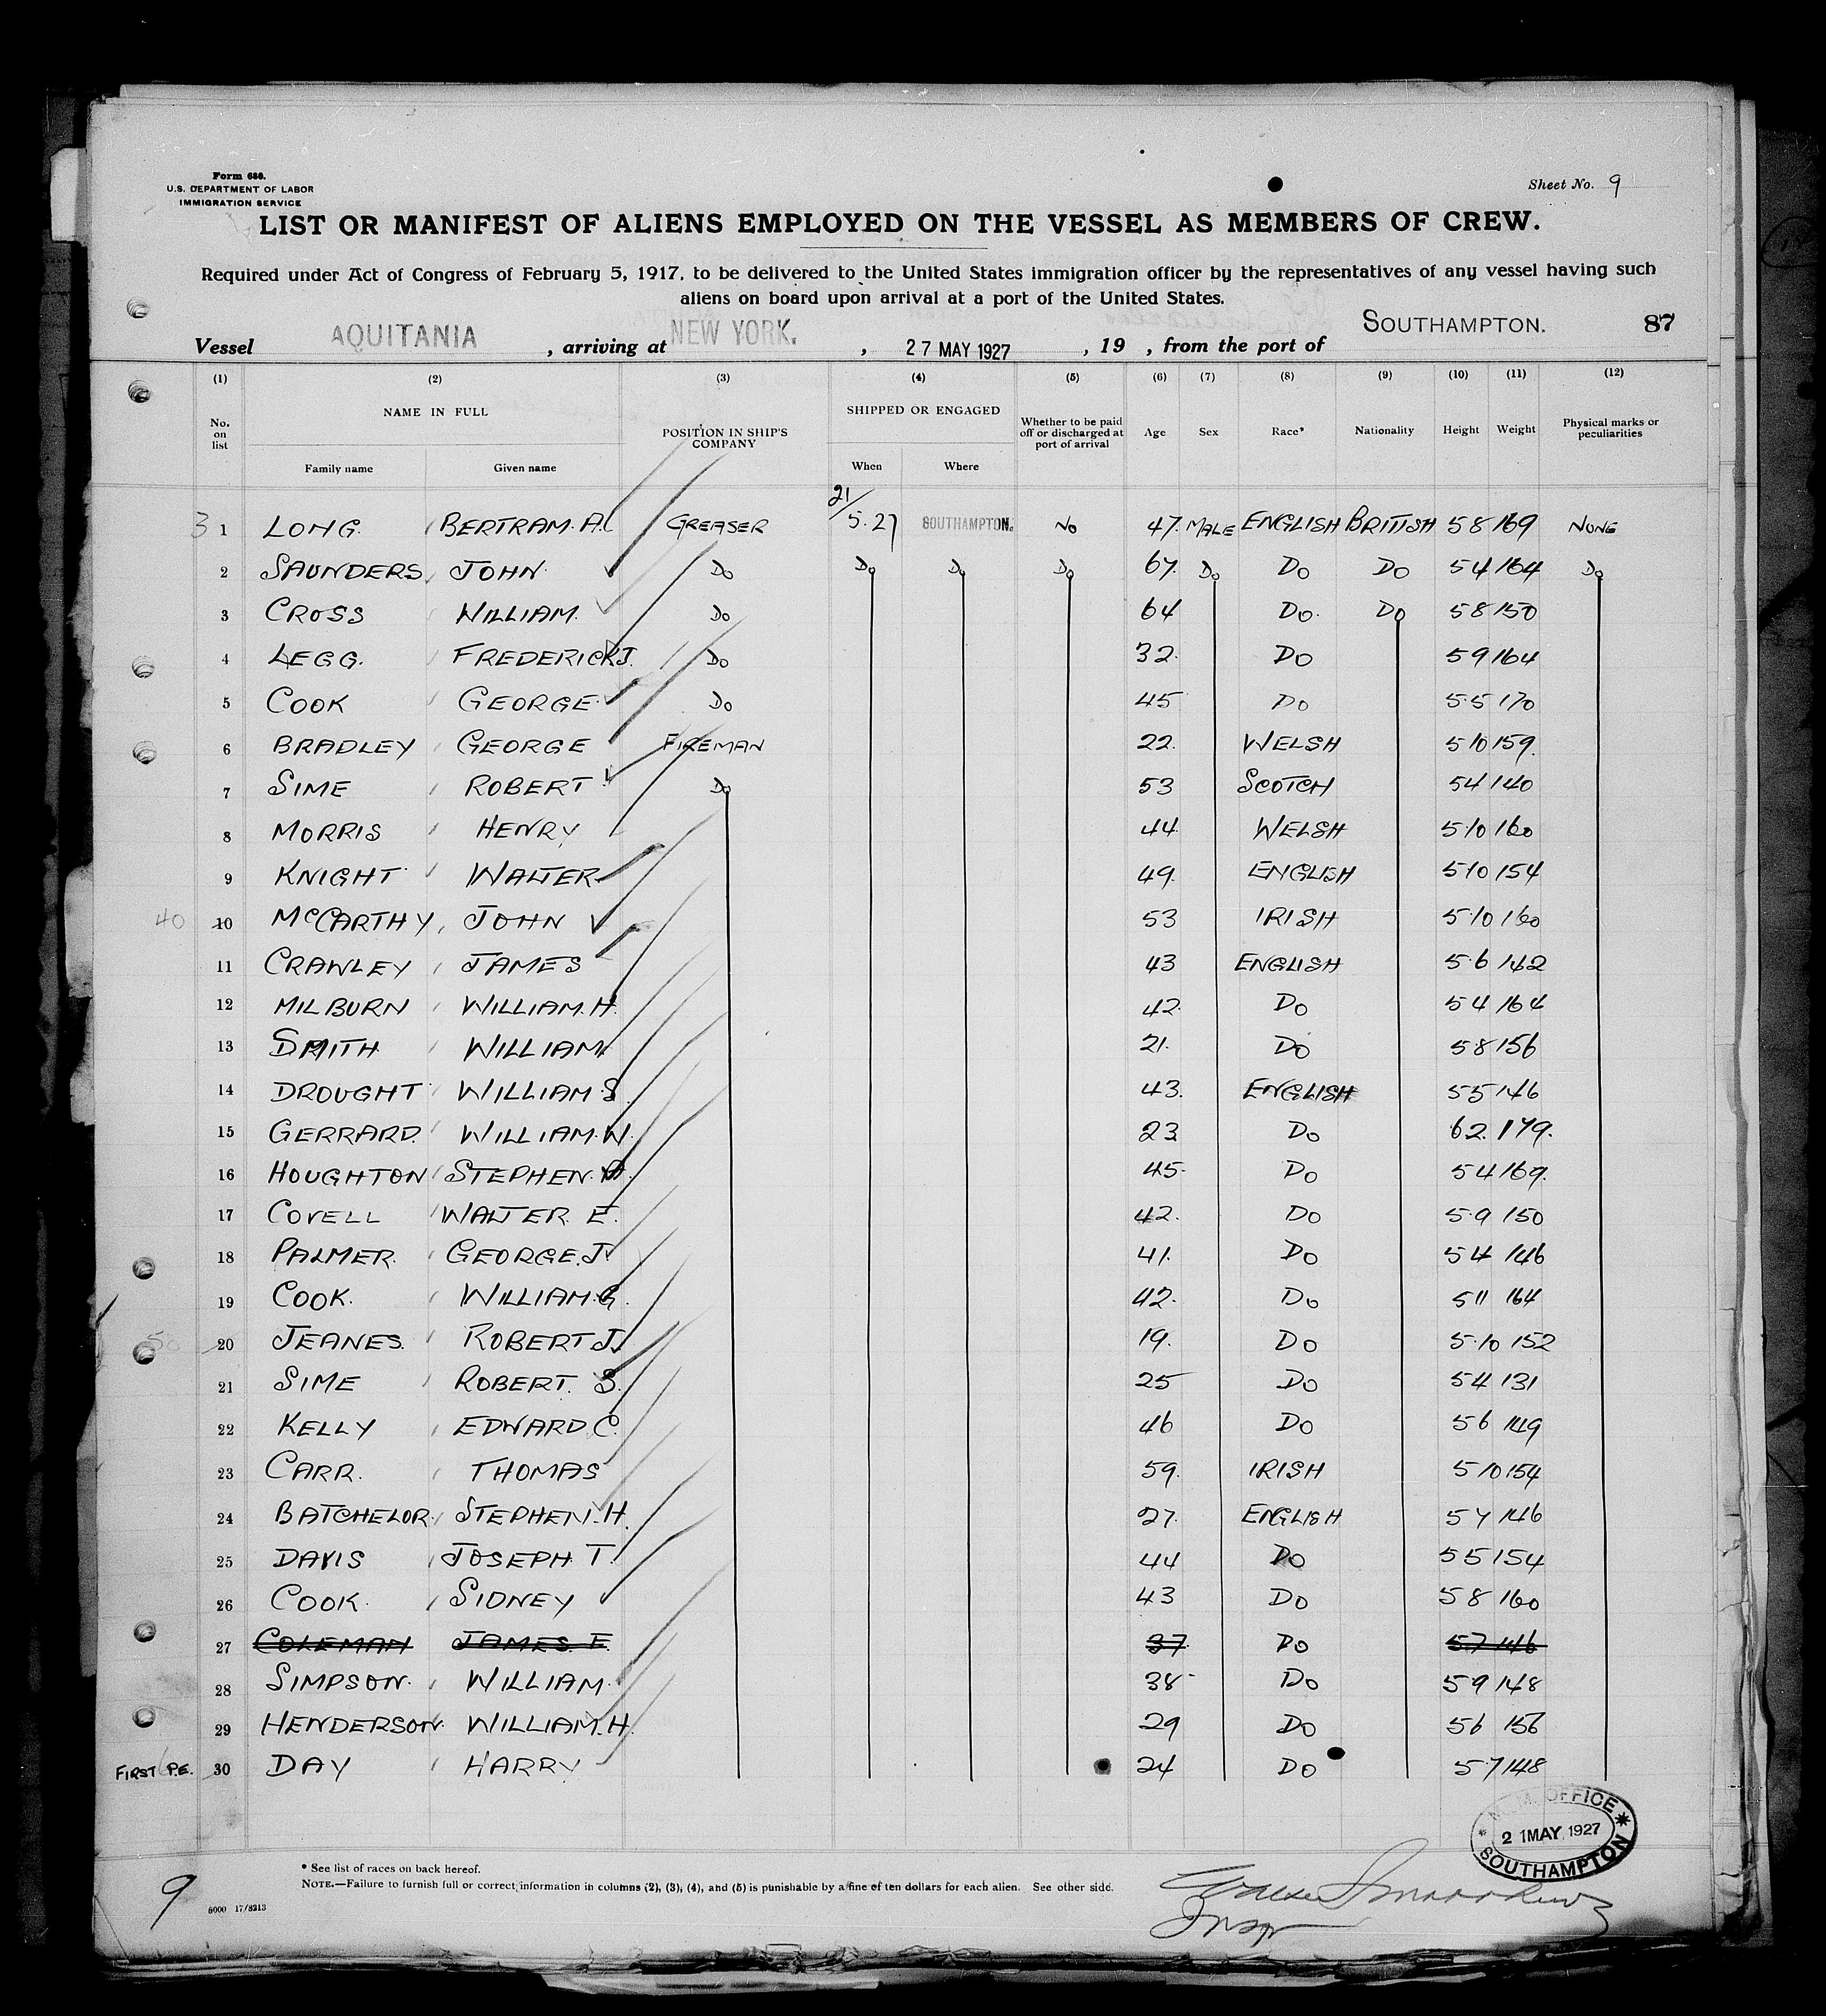 Form 680.
U.S. DEPARTMENT OF LABOR
IMMIGRATION SERVICE
Sheet No. 9
LIST OR MANIFEST OF ALIENS EMPLOYED ON THE VESSEL AS MEMBERS OF CREW.
Required under Act of Congress of February 5, 1917, to be delivered to the United States immigration officer by the representatives of any vessel having such
aliens on board upon arrival at a port of the United States.
Vessel AQUITANIA, arriving at NEW YORK., 27 MAY 1927, 19 , from the port of SOUTHAMPTON. 87
(1) (2) (3) (4) (5) (6) (7) (8) (9) (10) (11) (12)
No. on list NAME IN FULL POSITION IN SHIP'S COMPANY SHIPPED OR ENGAGED Whether to be paid off or discharged at port of arrival Age Sex Race* Nationality Height Weight Physical marks or peculiarities
Family name Given name When Where
3 1 LONG. BERTRAM. A. GREASER 21/5.27 SOUTHAMPTON. NO 47. MALE ENGLISH BRITISH 5 8 169 NONE
2 SAUNDERS JOHN Do Do Do Do 67. Do Do Do 5 4 164 Do
3 CROSS WILLIAM. Do 64 Do. Do 5 8 150
4 LEGG. FREDERICK J. Do 32. Do 5 9 164
5 COOK GEORGE Do 45 Do 5.5 170
6 BRADLEY GEORGE FIREMAN 22. WELSH 5 10 159.
7 SIME ROBERT Do 53 SCOTCH 5 4 140
8 MORRIS HENRY 44 WELSH 5.10 160
9 KNIGHT WALTER 49. ENGLISH 5.10 154
40 10 McCARTHY, JOHN 53 IRISH 5.10 160
11 CRAWLEY JAMES 43 ENGLISH 5.6 142
12 MILBURN WILLIAM. H. 42. Do 5 4 164
13 SMITH WILLIAM 21. Do 5.8 156
14 DROUGHT WILLIAM S. 43. ENGLISH 5 5 146
15 GERRARD. WILLIAM. W. 23 Do 6 2. 179.
16 HOUGHTON STEPHEN. 45. Do 5 4 169.
17 COVELL WALTER. E. 42. Do 5.9 150
18 PALMER. GEORGE. J. 41. Do 5 4 146
19 COOK. WILLIAM. G. 42. Do 5 11 164
50 20 JEANES. ROBERT J. 19. Do 5.10 152
21 SIME ROBERT. S. 25 Do 5 4 131
22 KELLY EDWARD C. 46 Do 5 6 149
23 CARR. THOMAS 59. IRISH 5 10 154
24 BATCHELOR STEPHEN. H. 27. ENGLISH 5 7 146
25 DAVIS JOSEPH T. 44 Do 5 5 154
26 COOK. SIDNEY 43 Do 5 8 160
27 COLEMAN JAMES. E. 37 Do 5 7 146
28 SIMPSON. WILLIAM. 38 Do 5 9 148
29 HENDERSON WILLIAM. H. 29 Do 5 6 156
FIRST P.E. 30 DAY HARRY 24 Do 5.7 148
M.M. OFFICE
21 MAY 1927
SOUTHAMPTON
* See list of races on back hereof.
NOTE.—Failure to furnish full or correct information in columns (2), (3), (4), and (5) is punishable by a fine of ten dollars for each alien. See other side.
9
6000 17/8213